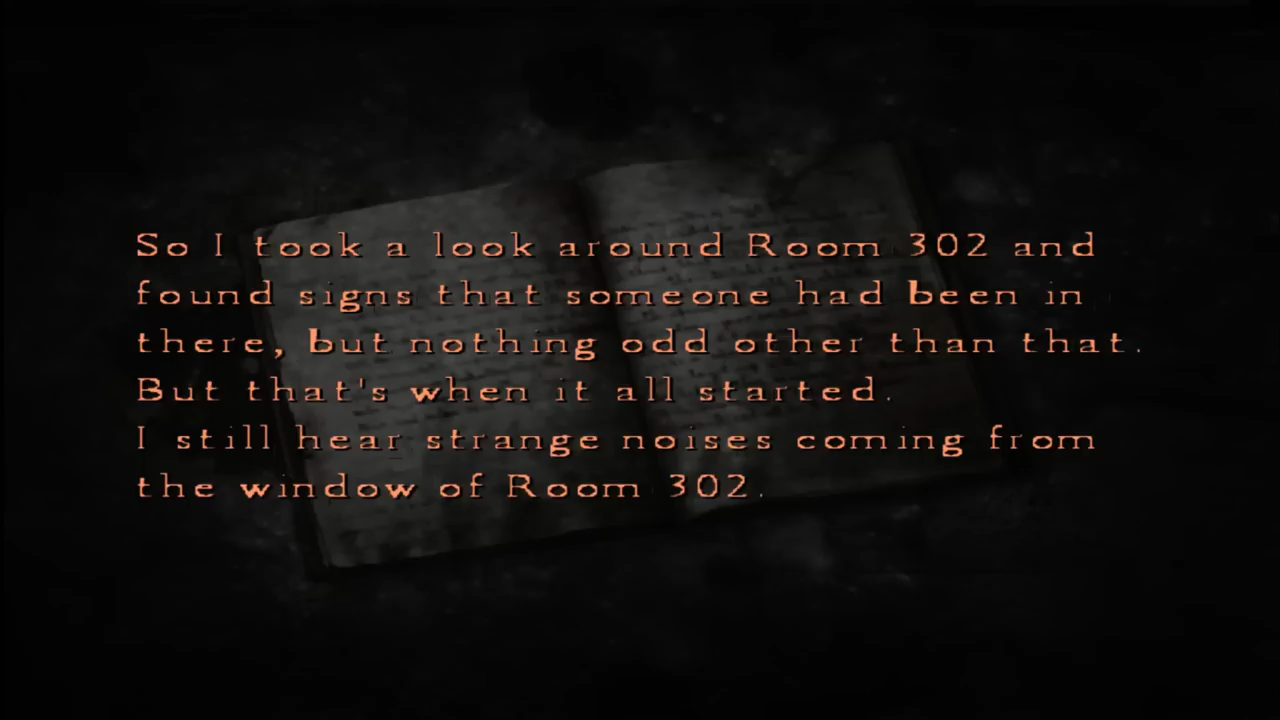 So I took a look around Room 302 and
found signs that someone had been in
there, but nothing odd other than that.
But that's when it all started.
I still hear strange noises coming from
the window of Room 302.